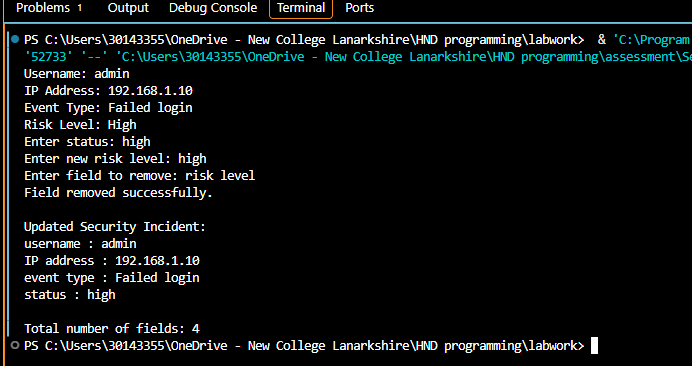 Problems 1 Output Debug Console Terminal Ports
PS C:\Users\30143355\OneDrive - New College Lanarkshire\HND programming\labwork>  & 'C:\Program
'52733' '--' 'C:\Users\30143355\OneDrive - New College Lanarkshire\HND programming\assessment\Se
Username: admin
IP Address: 192.168.1.10
Event Type: Failed login
Risk Level: High
Enter status: high
Enter new risk level: high
Enter field to remove: risk level
Field removed successfully.

Updated Security Incident:
username : admin
IP address : 192.168.1.10
event type : Failed login
status : high

Total number of fields: 4
PS C:\Users\30143355\OneDrive - New College Lanarkshire\HND programming\labwork>